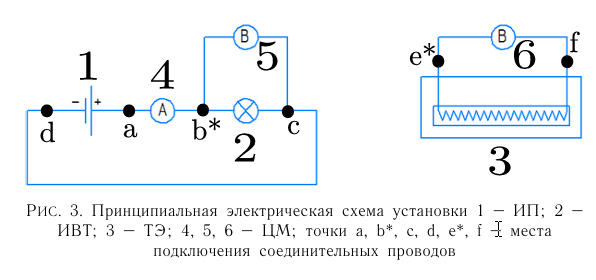 1
- +
4
A
B
5
2
d
a
b*
c
B
6
e*
f
3
Рис. 3. Принципиальная электрическая схема установки 1 – ИП; 2 –
ИВТ; 3 – ТЭ; 4, 5, 6 – ЦМ; точки a, b*, c, d, e*, f – места
подключения соединительных проводов